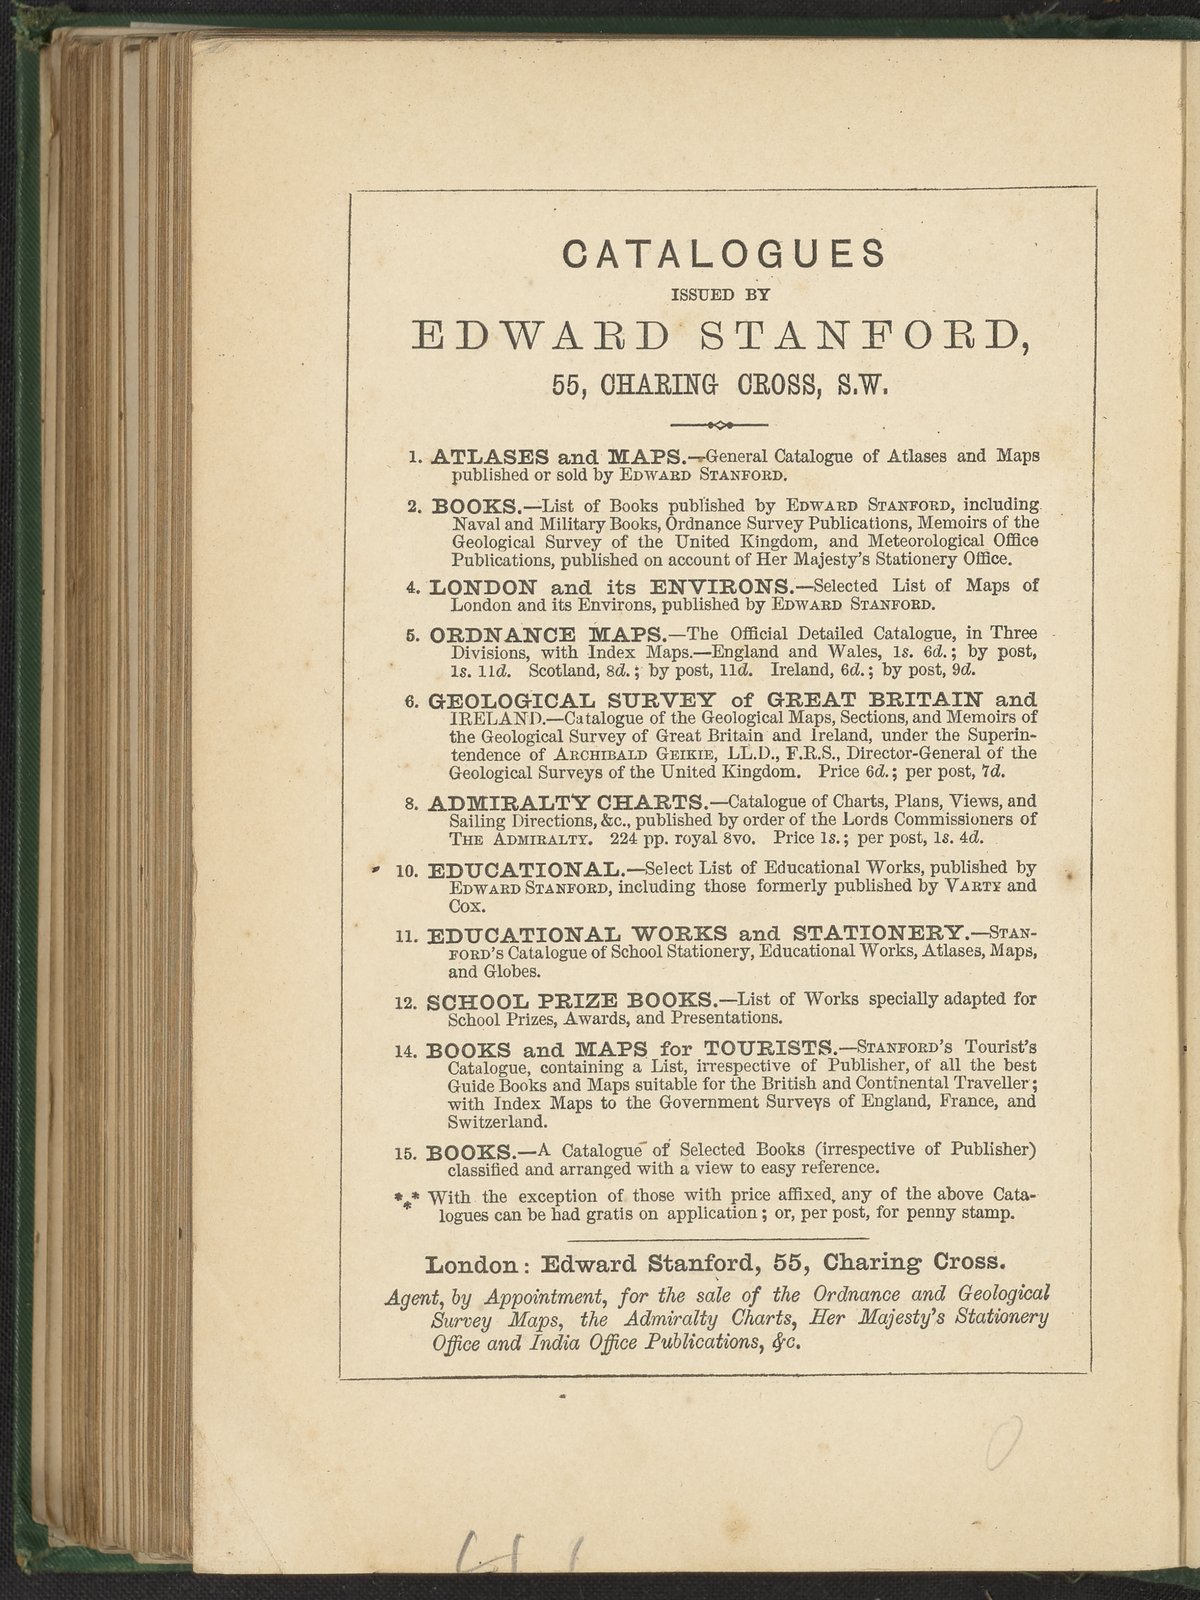 CATALOGUES
ISSUED BY
EDWARD STANFORD,
55, CHARING CROSS, S.W.
1. ATLASES and MAPS.—General Catalogue of Atlases and Maps
published or sold by EDWARD STANFORD.
2. BOOKS.—List of Books published by EDWARD STANFORD, including
Naval and Military Books, Ordnance Survey Publications, Memoirs of the
Geological Survey of the United Kingdom, and Meteorological Office
Publications, published on account of Her Majesty's Stationery Office.
4. LONDON and its ENVIRONS.—Selected List of Maps of
London and its Environs, published by EDWARD STANFORD.
5. ORDNANCE MAPS.—The Official Detailed Catalogue, in Three
Divisions, with Index Maps.—England and Wales, 1s. 6d.; by post,
1s. 11d. Scotland, 8d.; by post, 11d. Ireland, 6d.; by post, 9d.
6. GEOLOGICAL SURVEY of GREAT BRITAIN and
IRELAND.—Catalogue of the Geological Maps, Sections, and Memoirs of
the Geological Survey of Great Britain and Ireland, under the Superin-
tendence of ARCHIBALD GEIKIE, LL.D., F.R.S., Director-General of the
Geological Surveys of the United Kingdom. Price 6d.; per post, 7d.
8. ADMIRALTY CHARTS.—Catalogue of Charts, Plans, Views, and
Sailing Directions, &c., published by order of the Lords Commissioners of
THE ADMIRALTY. 224 pp. royal 8vo. Price 1s.; per post, 1s. 4d.
10. EDUCATIONAL.—Select List of Educational Works, published by
EDWARD STANFORD, including those formerly published by VARTY and
Cox.
11. EDUCATIONAL WORKS and STATIONERY.—STAN-
FORD'S Catalogue of School Stationery, Educational Works, Atlases, Maps,
and Globes.
12. SCHOOL PRIZE BOOKS.—List of Works specially adapted for
School Prizes, Awards, and Presentations.
14. BOOKS and MAPS for TOURISTS.—STANFORD'S Tourist's
Catalogue, containing a List, irrespective of Publisher, of all the best
Guide Books and Maps suitable for the British and Continental Traveller;
with Index Maps to the Government Surveys of England, France, and
Switzerland.
15. BOOKS.—A Catalogue of Selected Books (irrespective of Publisher)
classified and arranged with a view to easy reference.
*** With the exception of those with price affixed, any of the above Cata-
logues can be had gratis on application; or, per post, for penny stamp.
London: Edward Stanford, 55, Charing Cross.
Agent, by Appointment, for the sale of the Ordnance and Geological
Survey Maps, the Admiralty Charts, Her Majesty's Stationery
Office and India Office Publications, &c.